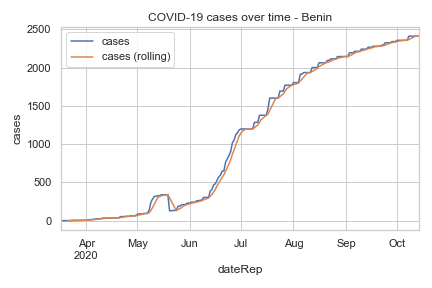 COVID-19 cases over time - Benin
cases
cases (rolling)
2500
2000
1500
1000
500
0
cases
Apr
2020
May
Jun
Jul
Aug
Sep
Oct
dateRep